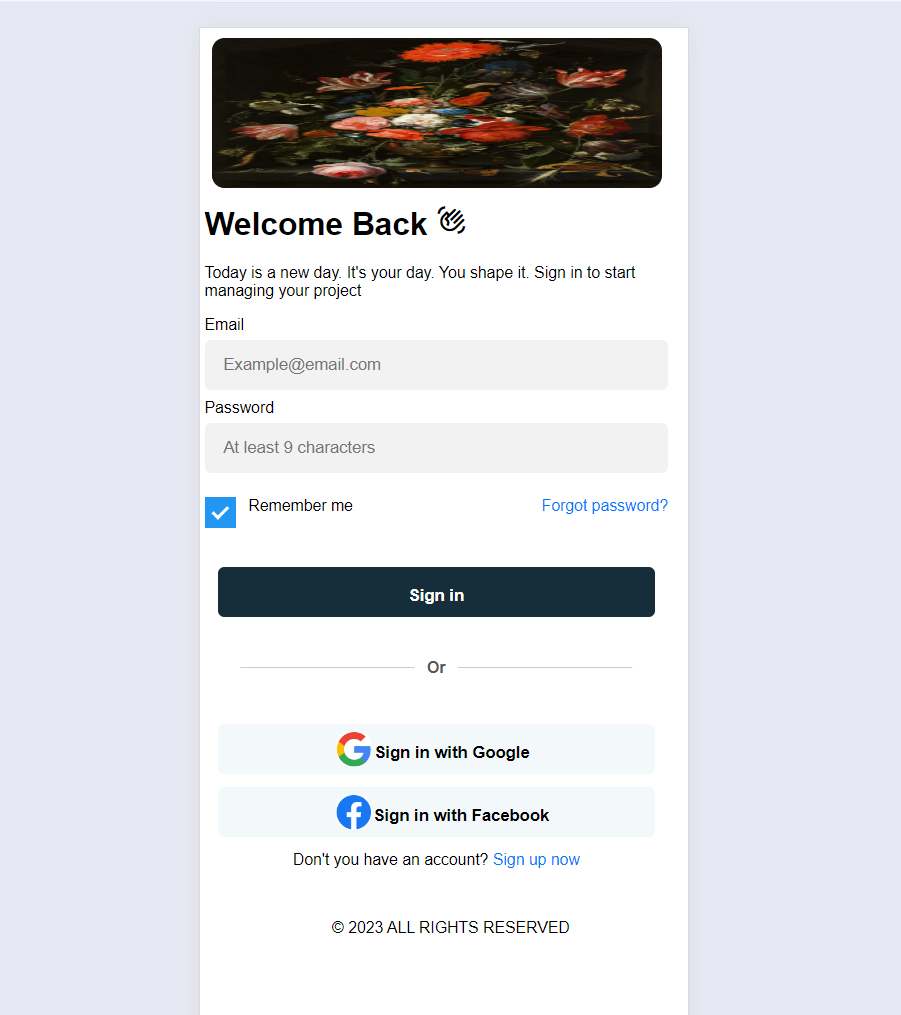 Welcome Back
Today is a new day. It's your day. You shape it. Sign in to start
managing your project
Email
Example@email.com
Password
At least 9 characters
Remember me
Forgot password?
Sign in
Or
Sign in with Google
Sign in with Facebook
Don't you have an account? Sign up now
© 2023 ALL RIGHTS RESERVED